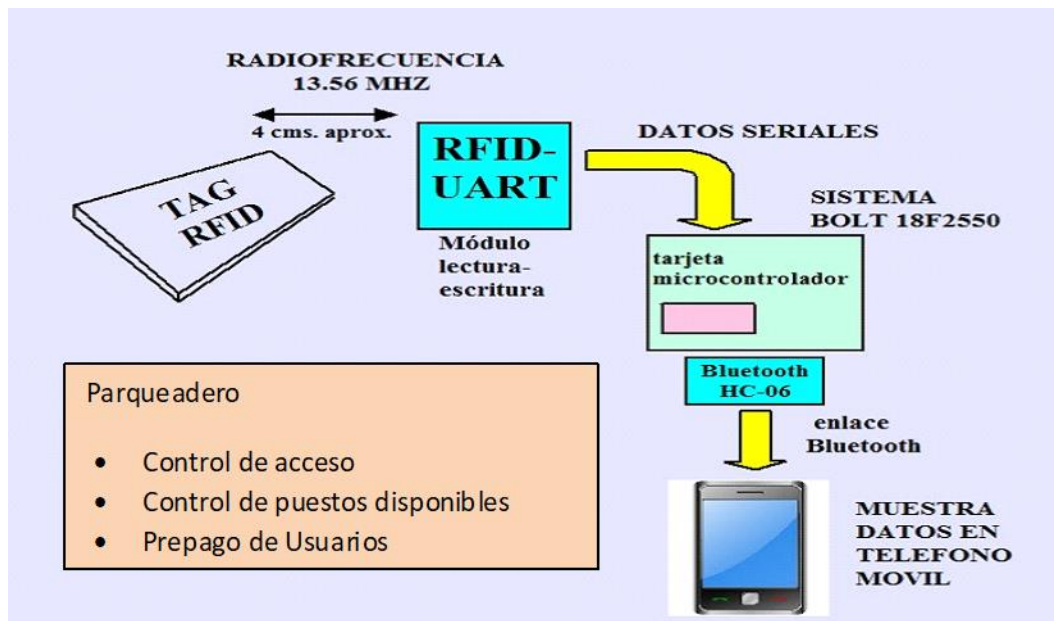 RADIOFRECUENCIA
13.56 MHZ
4 cms. aprox.
TAG
RFID
RFID-
UART
Módulo
lectura-
escritura
DATOS SERIALES
SISTEMA
BOLT 18F2550
tarjeta
microcontrolador
Bluetooth
HC-06
enlace
Bluetooth
MUESTRA
DATOS EN
TELEFONO
MOVIL
Parqueadero
• Control de acceso
• Control de puestos disponibles
• Prepago de Usuarios